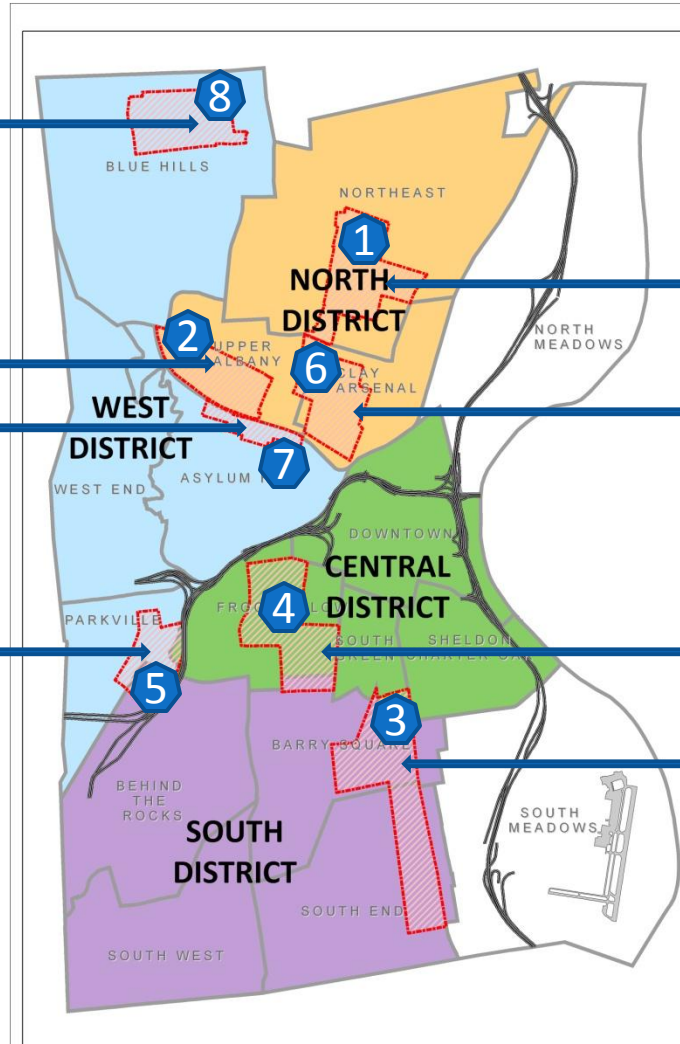 8
BLUE HILLS
NORTHEAST
1
NORTH
DISTRICT
NORTH
MEADOWS
2
UPPER
ALBANY
6
CLAY
ARSENAL
WEST
DISTRICT
7
WEST END
ASYLUM
DOWNTOWN
CENTRAL
DISTRICT
4
PARKVILLE
SOUTH
GREEN
SHELDON
5
3
BARRY SQUARE
BEHIND
THE
ROCKS
SOUTH
DISTRICT
SOUTH
MEADOWS
SOUTH END
SOUTH WEST